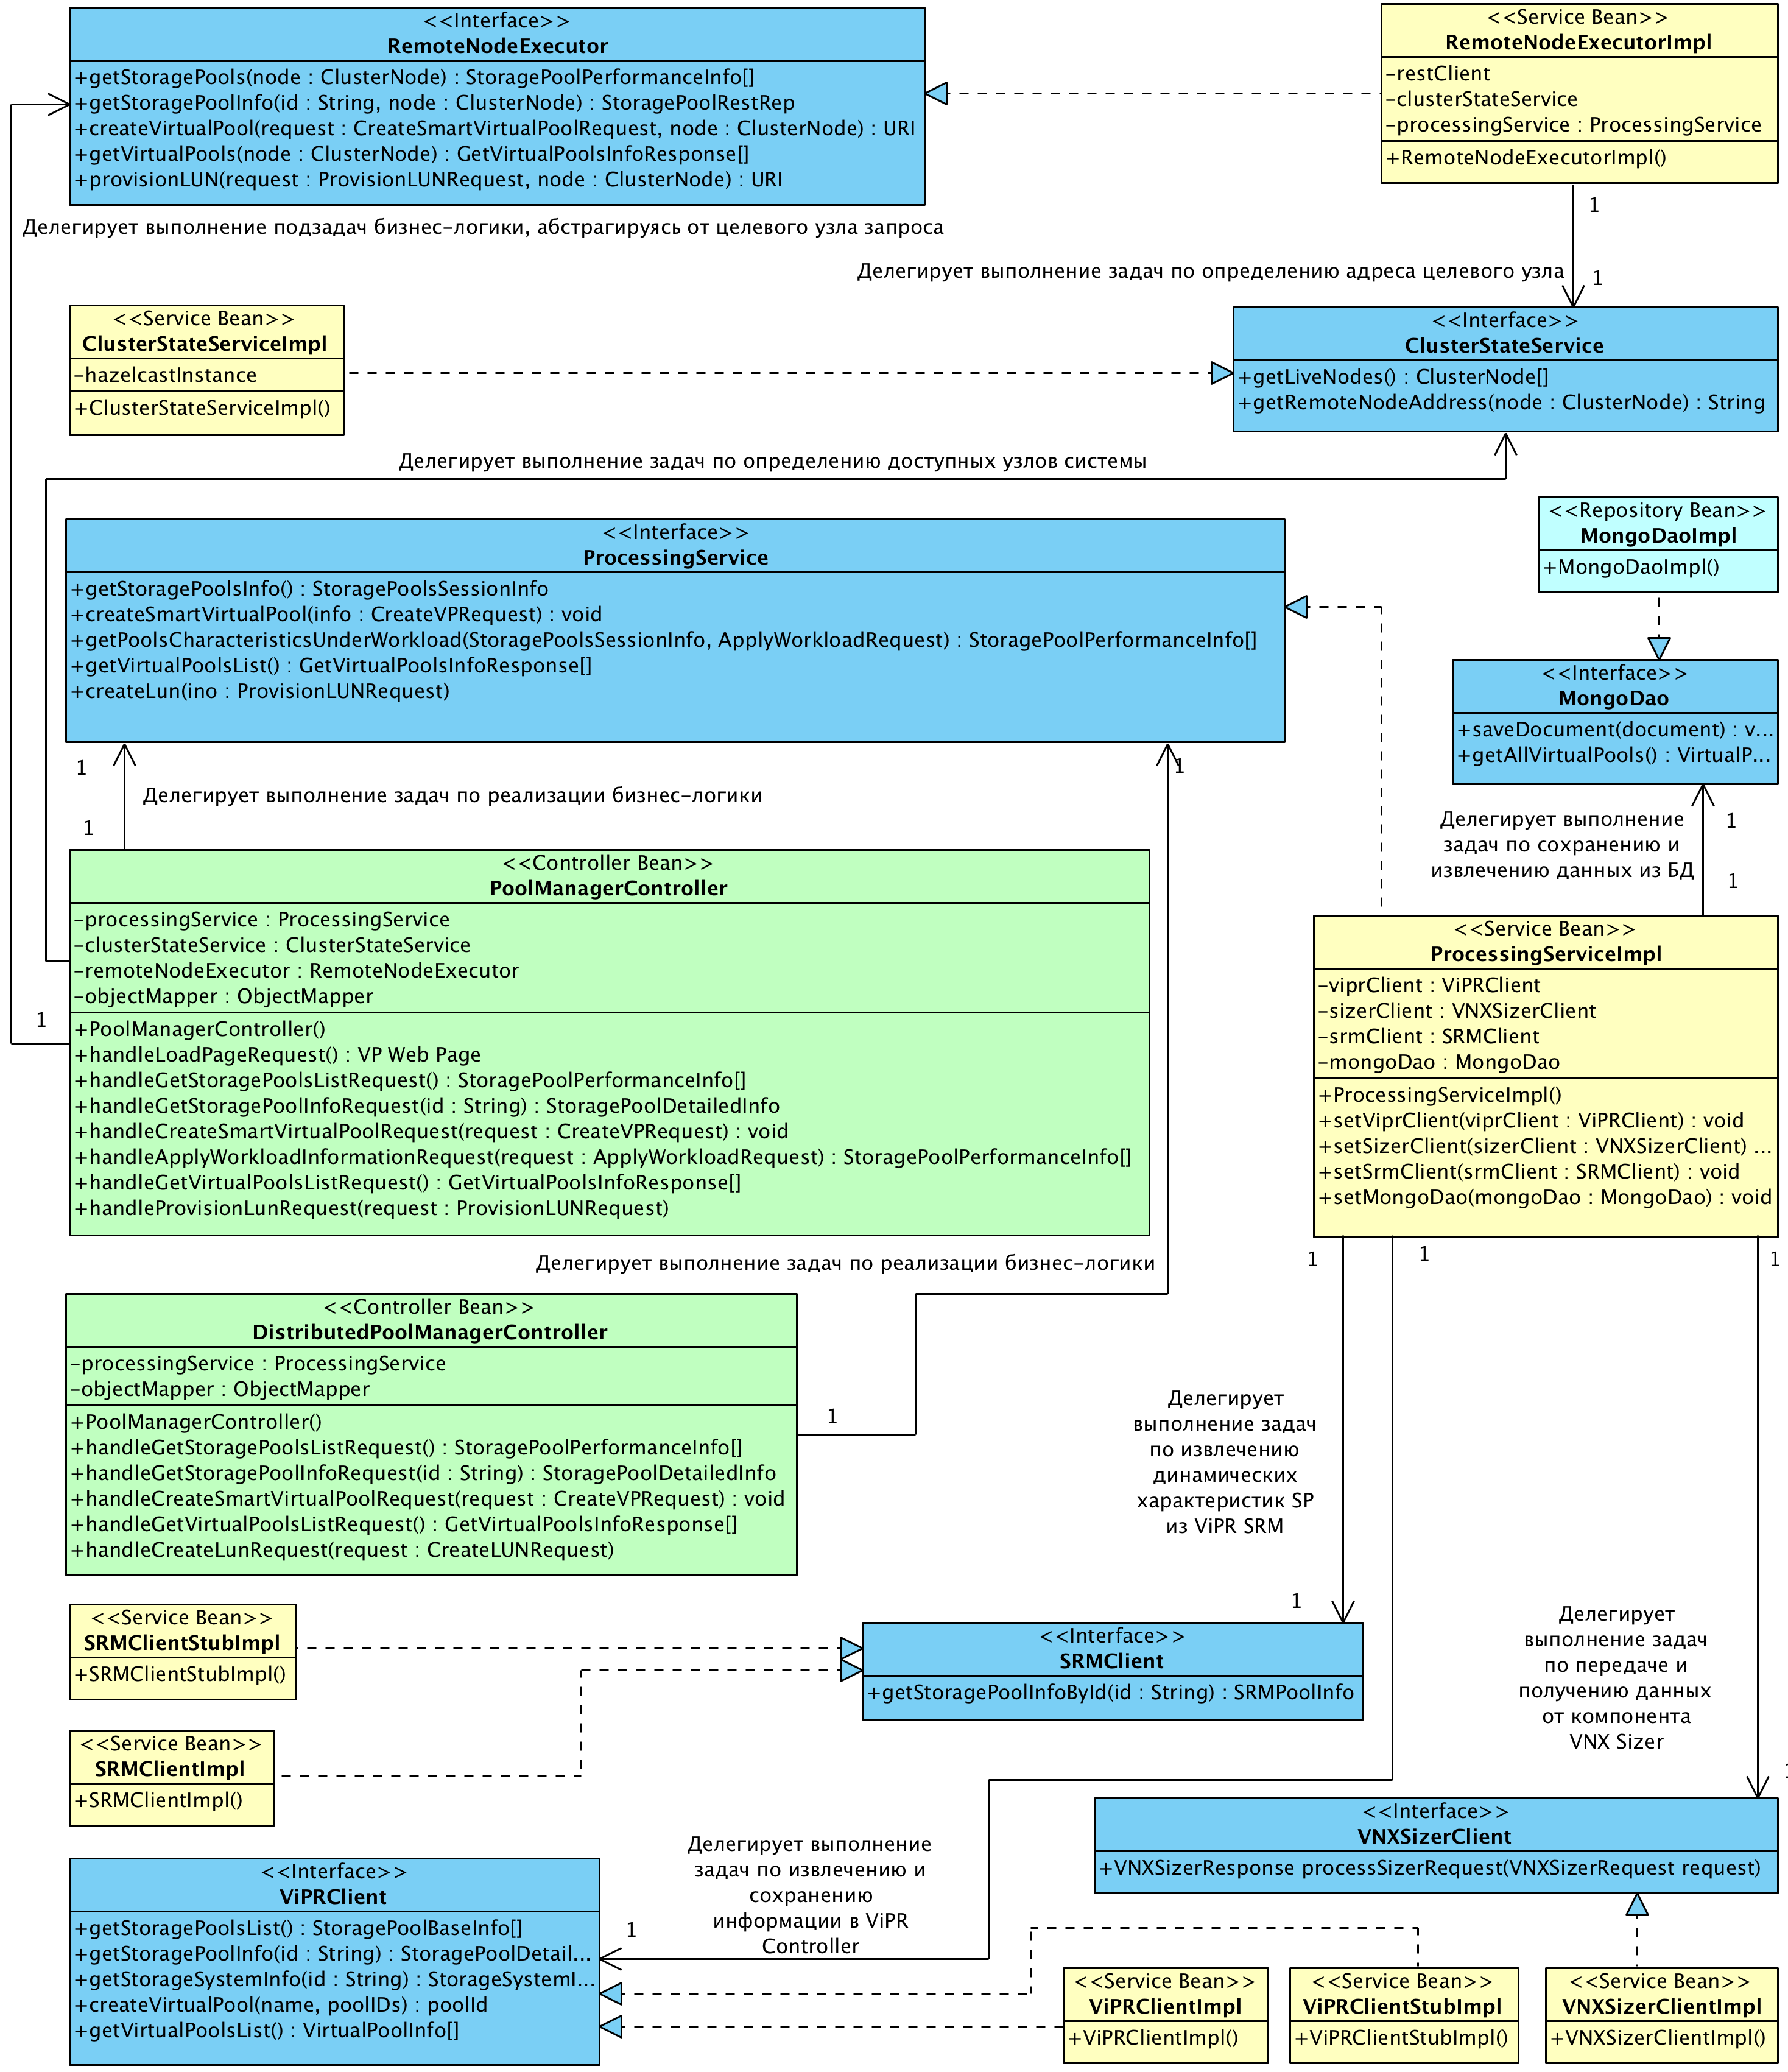 <<Interface>>
RemoteNodeExecutor
+getStoragePools(node : ClusterNode) : StoragePoolPerformanceInfo[]
+getStoragePoolInfo(id : String, node : ClusterNode) : StoragePoolRestRep
+createVirtualPool(request : CreateSmartVirtualPoolRequest, node : ClusterNode) : URI
+getVirtualPools(node : ClusterNode) : GetVirtualPoolsInfoResponse[]
+provisionLUN(request : ProvisionLUNRequest, node : ClusterNode) : URI
<<Service Bean>>
RemoteNodeExecutorImpl
-restClient
-clusterStateService
-processingService : ProcessingService
+RemoteNodeExecutorImpl()
1
Делегирует выполнение подзадач бизнес-логики, абстрагируясь от целевого узла запроса
Делегирует выполнение задач по определению адреса целевого узла
1
<<Service Bean>>
ClusterStateServiceImpl
-hazelcastInstance
+ClusterStateServiceImpl()
<<Interface>>
ClusterStateService
+getLiveNodes() : ClusterNode[]
+getRemoteNodeAddress(node : ClusterNode) : String
Делегирует выполнение задач по определению доступных узлов системы
<<Interface>>
ProcessingService
+getStoragePoolsInfo() : StoragePoolsSessionInfo
+createSmartVirtualPool(info : CreateVPRequest) : void
+getPoolsCharacteristicsUnderWorkload(StoragePoolsSessionInfo, ApplyWorkloadRequest) : StoragePoolPerformanceInfo[]
+getVirtualPoolsList() : GetVirtualPoolsInfoResponse[]
+createLun(ino : ProvisionLUNRequest)
<<Repository Bean>>
MongoDaoImpl
+MongoDaoImpl()
<<Interface>>
MongoDao
+saveDocument(document) : v...
+getAllVirtualPools() : VirtualP...
1
1
Делегирует выполнение задач по реализации бизнес-логики
1
Делегирует выполнение
задач по сохранению и
извлечению данных из БД
1
1
<<Controller Bean>>
PoolManagerController
-processingService : ProcessingService
-clusterStateService : ClusterStateService
-remoteNodeExecutor : RemoteNodeExecutor
-objectMapper : ObjectMapper
+PoolManagerController()
+handleLoadPageRequest() : VP Web Page
+handleGetStoragePoolsListRequest() : StoragePoolPerformanceInfo[]
+handleGetStoragePoolInfoRequest(id : String) : StoragePoolDetailedInfo
+handleCreateSmartVirtualPoolRequest(request : CreateVPRequest) : void
+handleApplyWorkloadInformationRequest(request : ApplyWorkloadRequest) : StoragePoolPerformanceInfo[]
+handleGetVirtualPoolsListRequest() : GetVirtualPoolsInfoResponse[]
+handleProvisionLunRequest(request : ProvisionLUNRequest)
1
<<Service Bean>>
ProcessingServiceImpl
-viprClient : ViPRClient
-sizerClient : VNXSizerClient
-srmClient : SRMClient
-mongoDao : MongoDao
+ProcessingServiceImpl()
+setViprClient(viprClient : ViPRClient) : void
+setSizerClient(sizerClient : VNXSizerClient) ...
+setSrmClient(srmClient : SRMClient) : void
+setMongoDao(mongoDao : MongoDao) : void
1
1
1
Делегирует выполнение задач по реализации бизнес-логики
<<Controller Bean>>
DistributedPoolManagerController
-processingService : ProcessingService
-objectMapper : ObjectMapper
+PoolManagerController()
+handleGetStoragePoolsListRequest() : StoragePoolPerformanceInfo[]
+handleGetStoragePoolInfoRequest(id : String) : StoragePoolDetailedInfo
+handleCreateSmartVirtualPoolRequest(request : CreateVPRequest) : void
+handleGetVirtualPoolsListRequest() : GetVirtualPoolsInfoResponse[]
+handleCreateLunRequest(request : CreateLUNRequest)
1
Делегирует
выполнение задач
по извлечению
динамических
характеристик SP
из ViPR SRM
1
<<Service Bean>>
SRMClientStubImpl
+SRMClientStubImpl()
<<Interface>>
SRMClient
+getStoragePoolInfoById(id : String) : SRMPoolInfo
Делегирует
выполнение задач
по передаче и
получению данных
от компонента
VNX Sizer
<<Service Bean>>
SRMClientImpl
+SRMClientImpl()
<<Interface>>
VNXSizerClient
+VNXSizerResponse processSizerRequest(VNXSizerRequest request)
Делегирует выполнение
задач по извлечению и
сохранению
информации в ViPR
Controller
1
<<Interface>>
ViPRClient
+getStoragePoolsList() : StoragePoolBaseInfo[]
+getStoragePoolInfo(id : String) : StoragePoolDetail...
+getStorageSystemInfo(id : String) : StorageSystemI...
+createVirtualPool(name, poolIDs) : poolId
+getVirtualPoolsList() : VirtualPoolInfo[]
<<Service Bean>>
ViPRClientImpl
+ViPRClientImpl()
<<Service Bean>>
ViPRClientStubImpl
+ViPRClientStubImpl()
<<Service Bean>>
VNXSizerClientImpl
+VNXSizerClientImpl()